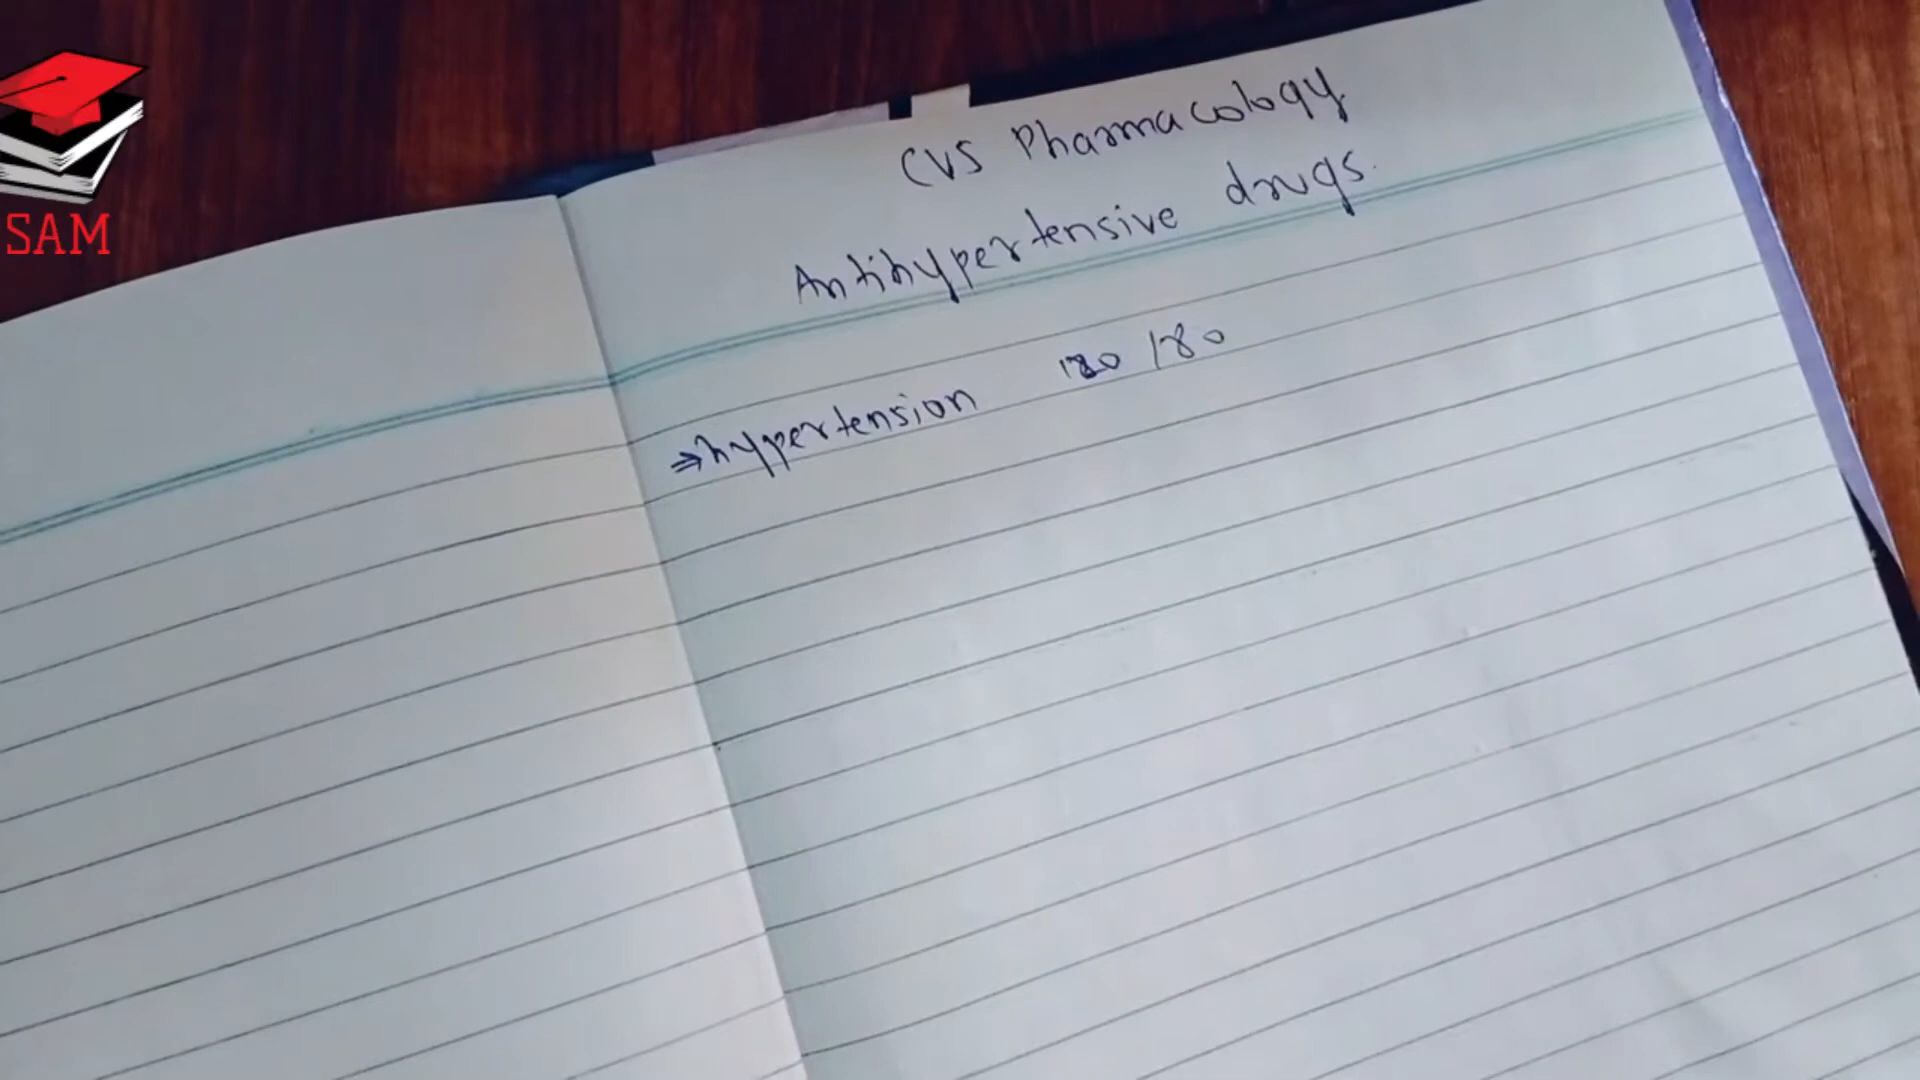 SAM
CVS Pharmacology
Antihypertensive drugs.
⇒hypertension 120/80